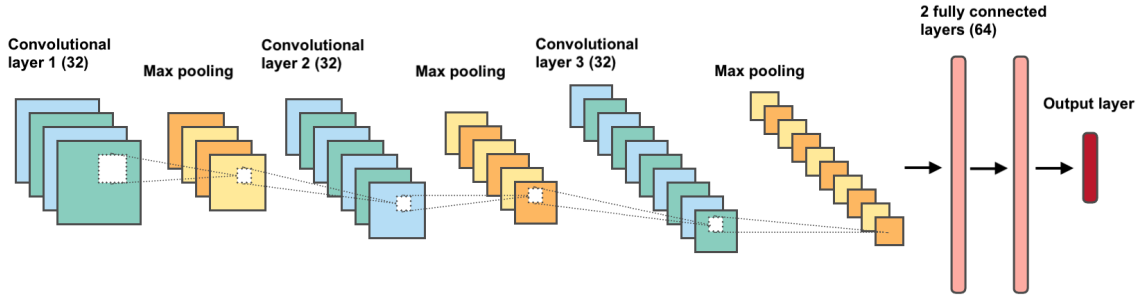 Convolutional
layer 1 (32)
Max pooling
Convolutional
layer 2 (32)
Max pooling
Convolutional
layer 3 (32)
Max pooling
2 fully connected
layers (64)
Output layer